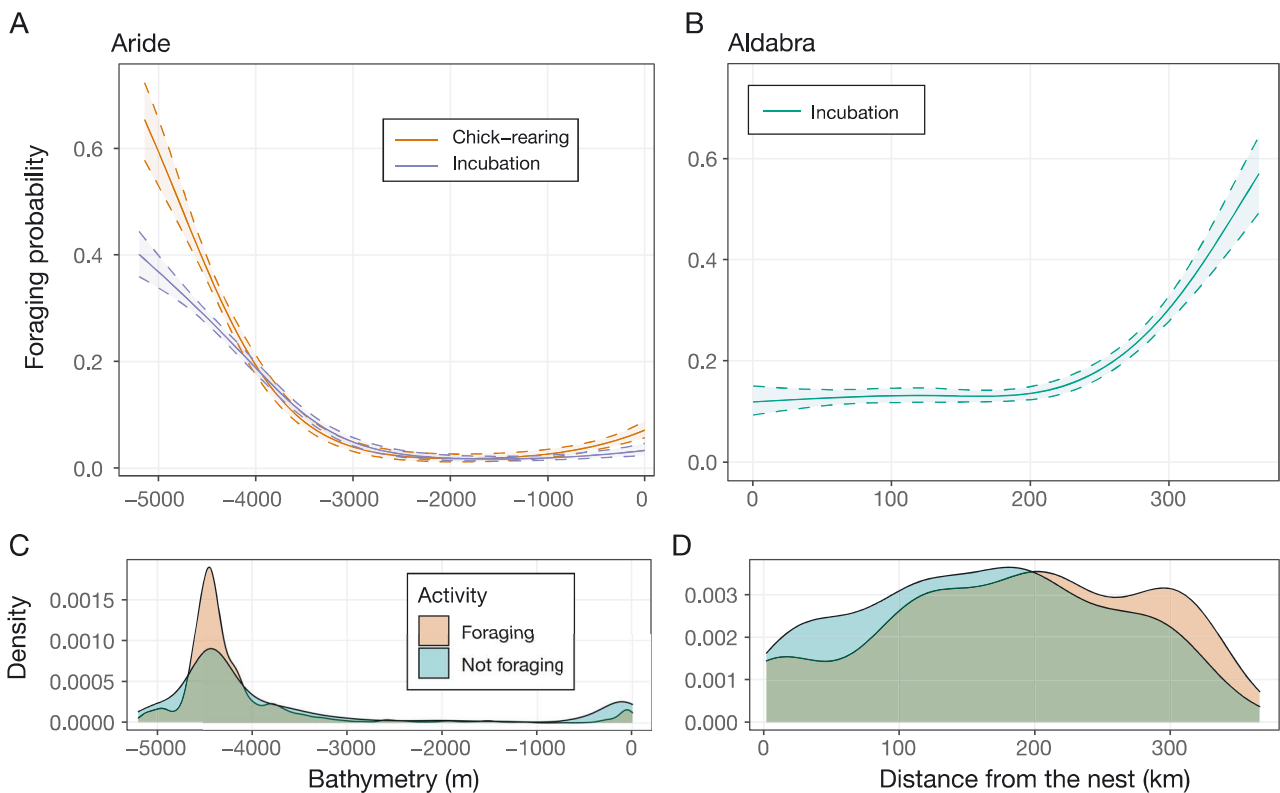 A
Aride
B
Aldabra
Foraging probability
0.6
0.4
0.2
0.0
Chick−rearing
Incubation
−5000
−4000
−3000
−2000
−1000
0
Incubation
0.6
0.4
0.2
0.0
0
100
200
300
C
Density
0.0015
0.0010
0.0005
0.0000
Activity
Foraging
Not foraging
−5000
−4000
−3000
−2000
−1000
0
Bathymetry (m)
D
0.003
0.002
0.001
0.000
0
100
200
300
Distance from the nest (km)